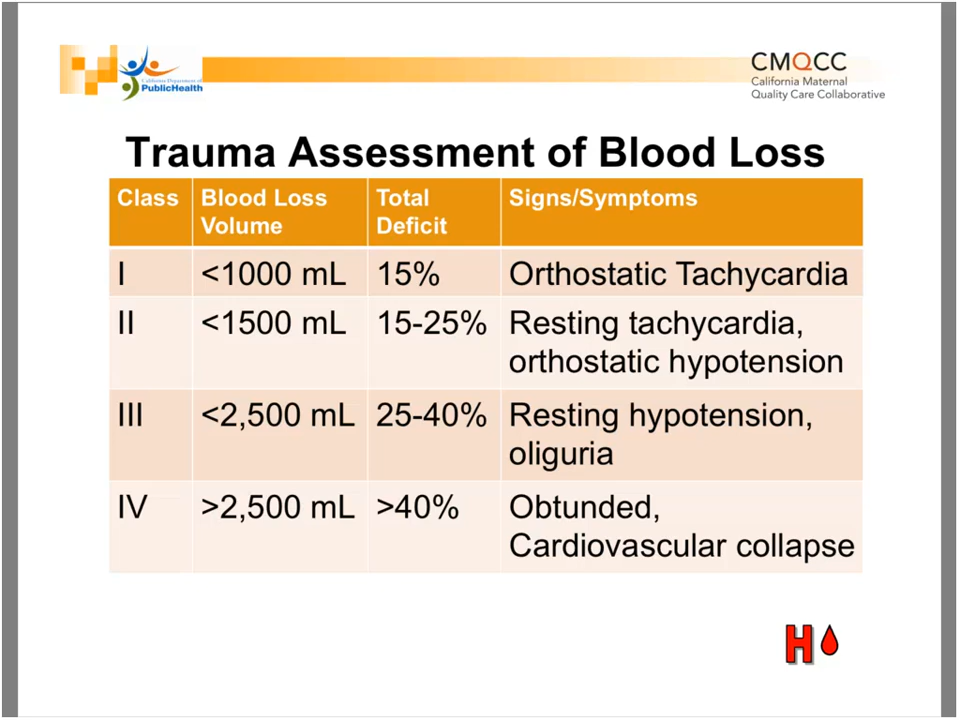 California Department of
PublicHealth
CMQCC
California Maternal
Quality Care Collaborative
Trauma Assessment of Blood Loss
Class Blood Loss Volume Total Deficit Signs/Symptoms
I <1000 mL 15% Orthostatic Tachycardia
II <1500 mL 15-25% Resting tachycardia,
orthostatic hypotension
III <2,500 mL 25-40% Resting hypotension,
oliguria
IV >2,500 mL >40% Obtunded,
Cardiovascular collapse
H